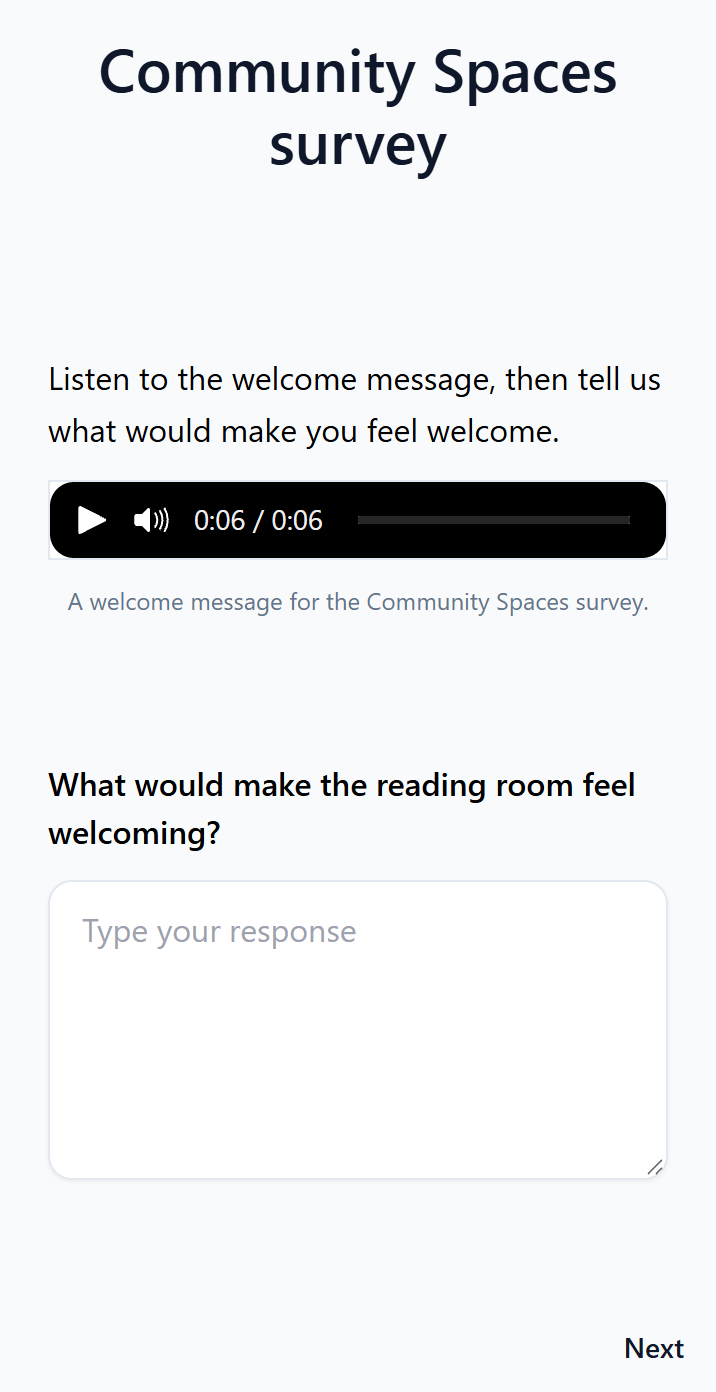 Community Spaces
survey
Listen to the welcome message, then tell us
what would make you feel welcome.
0:06 / 0:06
A welcome message for the Community Spaces survey.
What would make the reading room feel
welcoming?
Type your response
Next